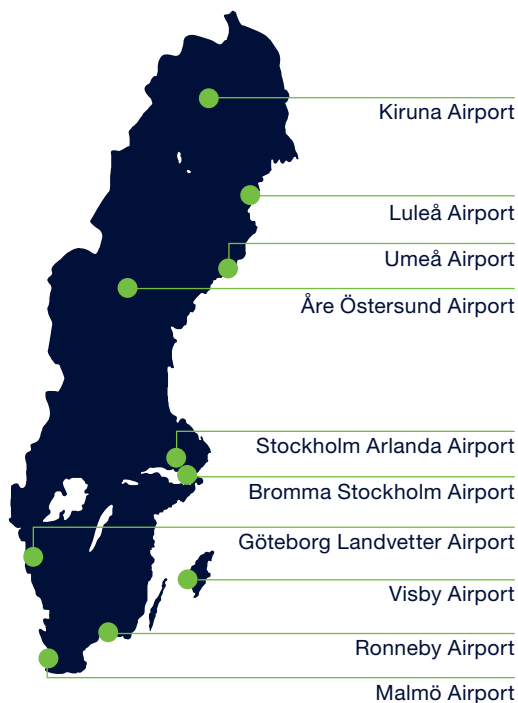 Kiruna Airport
Luleå Airport
Umeå Airport
Åre Östersund Airport
Stockholm Arlanda Airport
Bromma Stockholm Airport
Göteborg Landvetter Airport
Visby Airport
Ronneby Airport
Malmö Airport